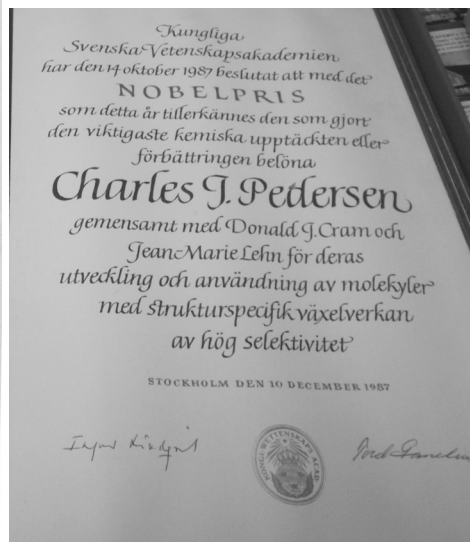 Kungliga
Svenska Vetenskapsakademien
har den 14 oktober 1987 beslutat att med det
NOBELPRIS
som detta år tillerkännes den som gjort
den viktigaste kemiska upptäckten eller
förbättringen belöna
Charles J. Pedersen
gemensamt med Donald J. Cram och
Jean-Marie Lehn för deras
utveckling och användning av molekyler
med strukturspecifik växelverkan
av hög selektivitet
STOCKHOLM DEN 10 DECEMBER 1987